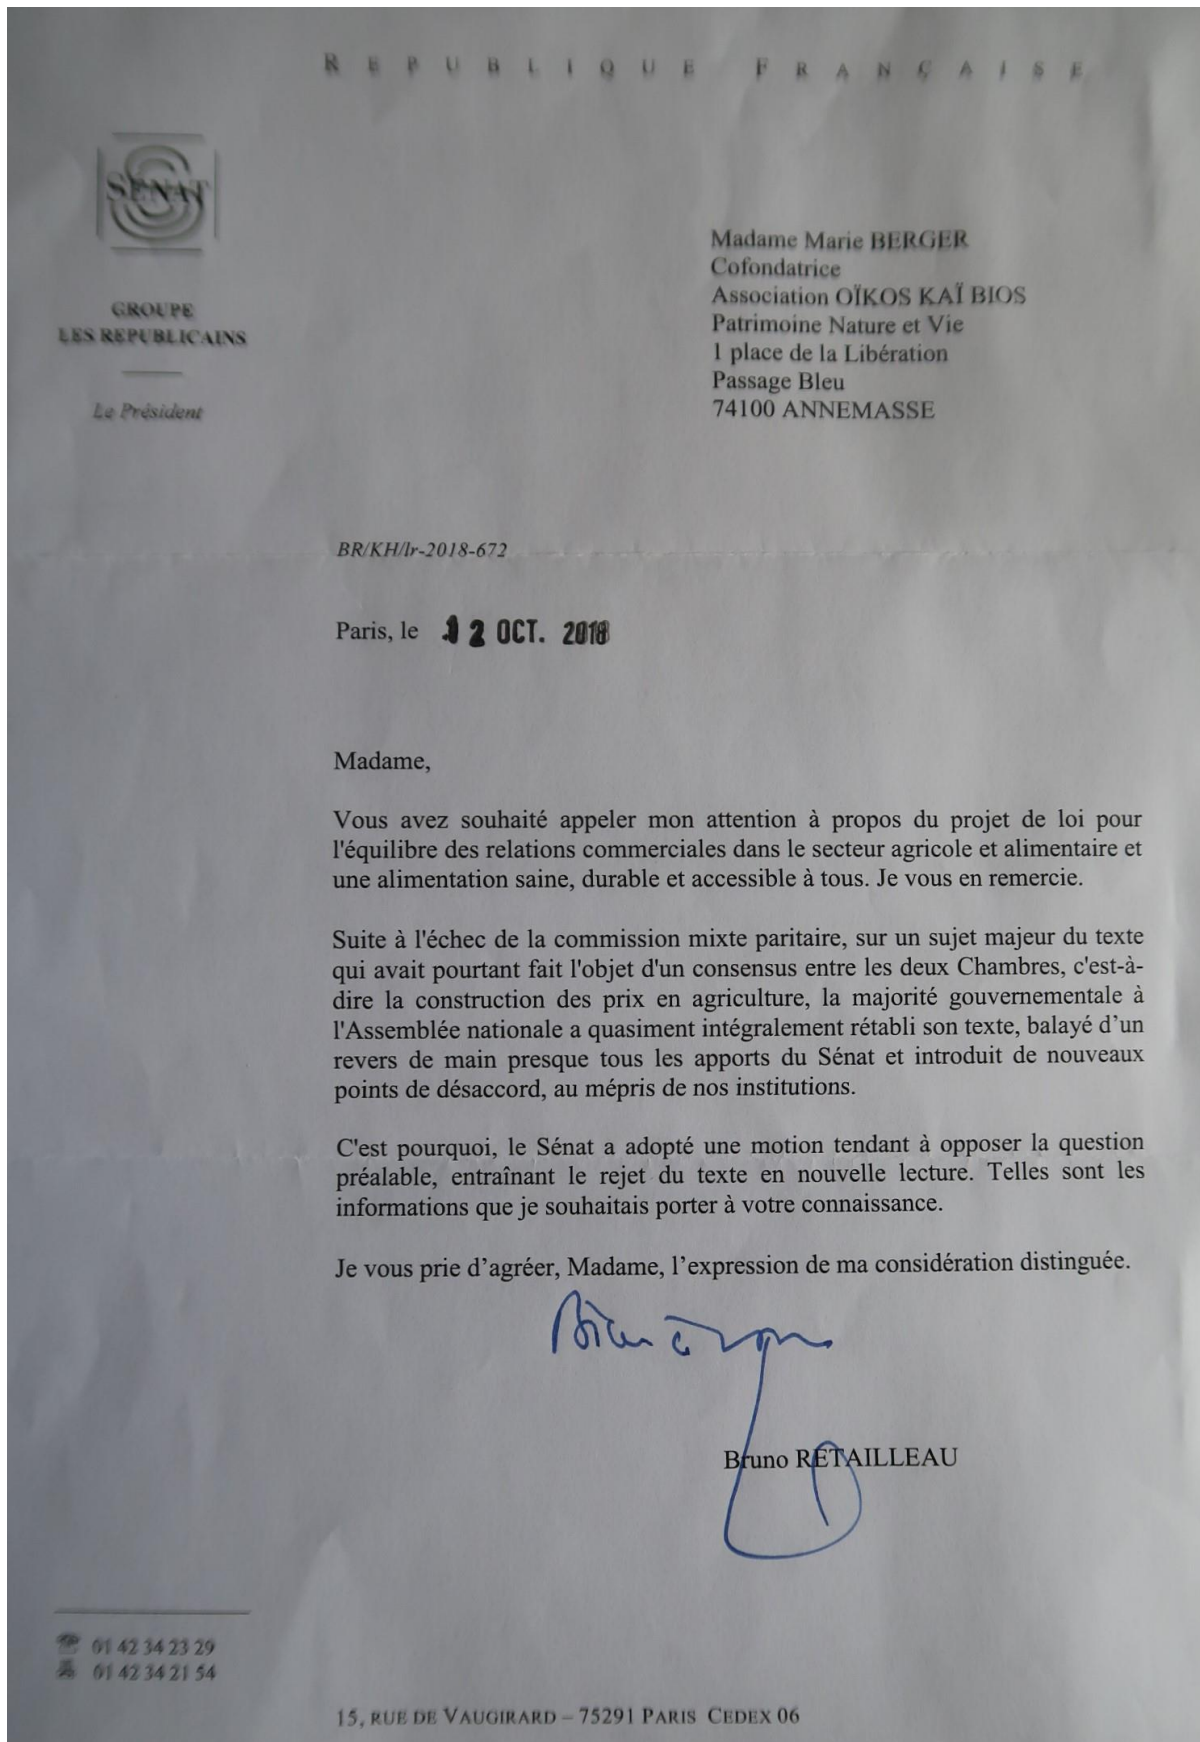 REPUBLIQUE FRANÇAISE
SÉNAT
GROUPE
LES REPUBLICAINS
Le Président
Madame Marie BERGER
Cofondatrice
Association OÏKOS KAÏ BIOS
Patrimoine Nature et Vie
1 place de la Libération
Passage Bleu
74100 ANNEMASSE
BR/KH/lr-2018-672
Paris, le 12 OCT. 2018
Madame,
Vous avez souhaité appeler mon attention à propos du projet de loi pour
l'équilibre des relations commerciales dans le secteur agricole et alimentaire et
une alimentation saine, durable et accessible à tous. Je vous en remercie.
Suite à l'échec de la commission mixte paritaire, sur un sujet majeur du texte
qui avait pourtant fait l'objet d'un consensus entre les deux Chambres, c'est-à-
dire la construction des prix en agriculture, la majorité gouvernementale à
l'Assemblée nationale a quasiment intégralement rétabli son texte, balayé d’un
revers de main presque tous les apports du Sénat et introduit de nouveaux
points de désaccord, au mépris de nos institutions.
C'est pourquoi, le Sénat a adopté une motion tendant à opposer la question
préalable, entraînant le rejet du texte en nouvelle lecture. Telles sont les
informations que je souhaitais porter à votre connaissance.
Je vous prie d’agréer, Madame, l’expression de ma considération distinguée.
Bien à vous
Bruno RETAILLEAU
01 42 34 23 29
01 42 34 21 54
15, RUE DE VAUGIRARD – 75291 PARIS CEDEX 06